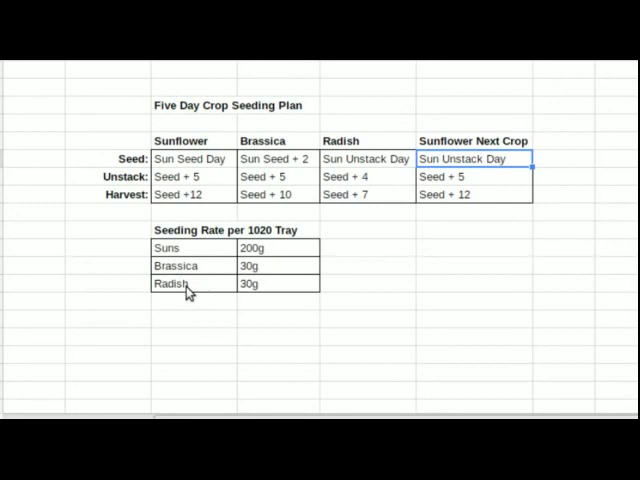 Five Day Crop Seeding Plan
Sunflower Brassica Radish Sunflower Next Crop
Seed: Sun Seed Day Sun Seed + 2 Sun Unstack Day Sun Unstack Day
Unstack: Seed + 5 Seed + 5 Seed + 4 Seed + 5
Harvest: Seed +12 Seed + 10 Seed + 7 Seed + 12
Seeding Rate per 1020 Tray
Suns 200g
Brassica 30g
Radish 30g